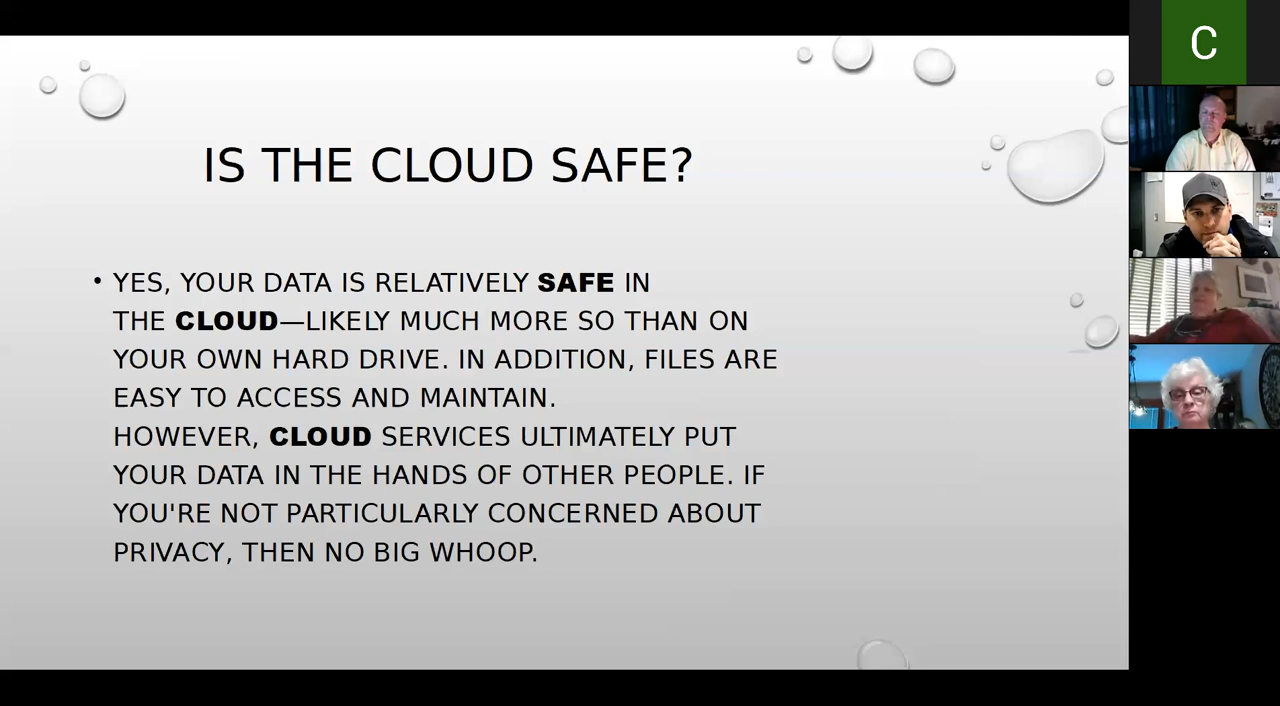 IS THE CLOUD SAFE?
• YES, YOUR DATA IS RELATIVELY SAFE IN
THE CLOUD—LIKELY MUCH MORE SO THAN ON
YOUR OWN HARD DRIVE. IN ADDITION, FILES ARE
EASY TO ACCESS AND MAINTAIN.
HOWEVER, CLOUD SERVICES ULTIMATELY PUT
YOUR DATA IN THE HANDS OF OTHER PEOPLE. IF
YOU'RE NOT PARTICULARLY CONCERNED ABOUT
PRIVACY, THEN NO BIG WHOOP.
C